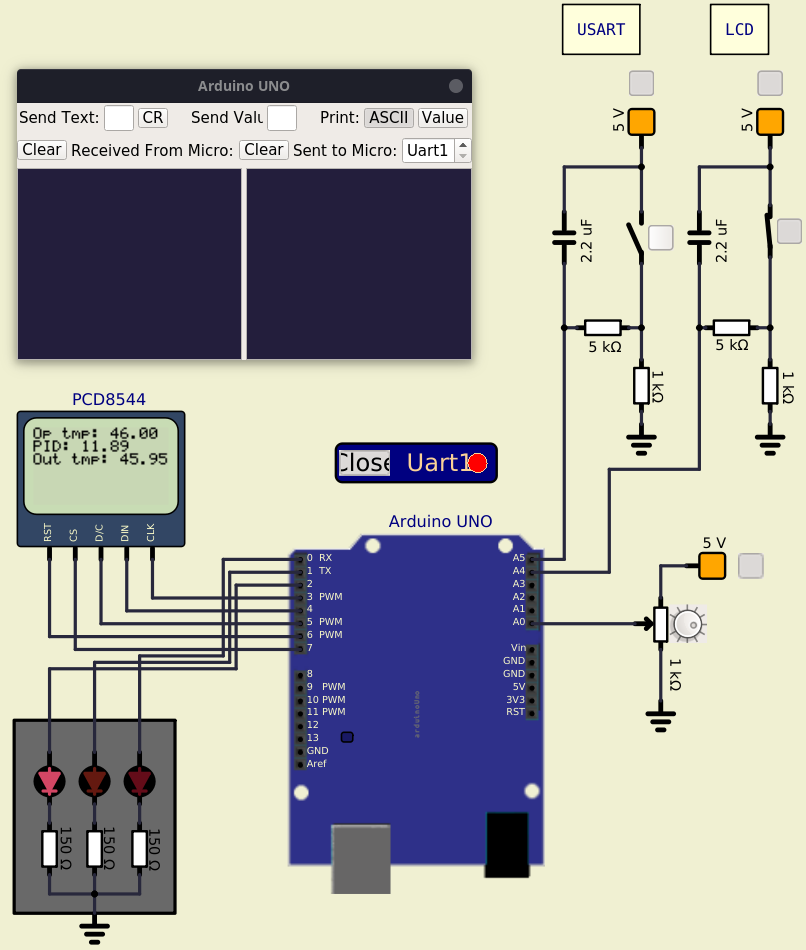 USART
LCD
Arduino UNO
Send Text:
CR
Send Valu
Print:
ASCII
Value
Clear
Received From Micro:
Clear
Sent to Micro:
Uart1
5 V
5 V
2.2 uF
2.2 uF
5 kΩ
5 kΩ
1 kΩ
1 kΩ
PCD8544
Op tmp: 46.00
PID: 11.89
Out tmp: 45.95
RST
CS
D/C
DIN
CLK
Close
Uart1
Arduino UNO
0 RX
1 TX
2
3 PWM
4
5 PWM
6 PWM
7
8
9 PWM
10 PWM
11 PWM
12
13
GND
Aref
A5
A4
A3
A2
A1
A0
Vin
GND
GND
5V
3V3
RST
arduinoUno
5 V
1 kΩ
150 Ω
150 Ω
150 Ω